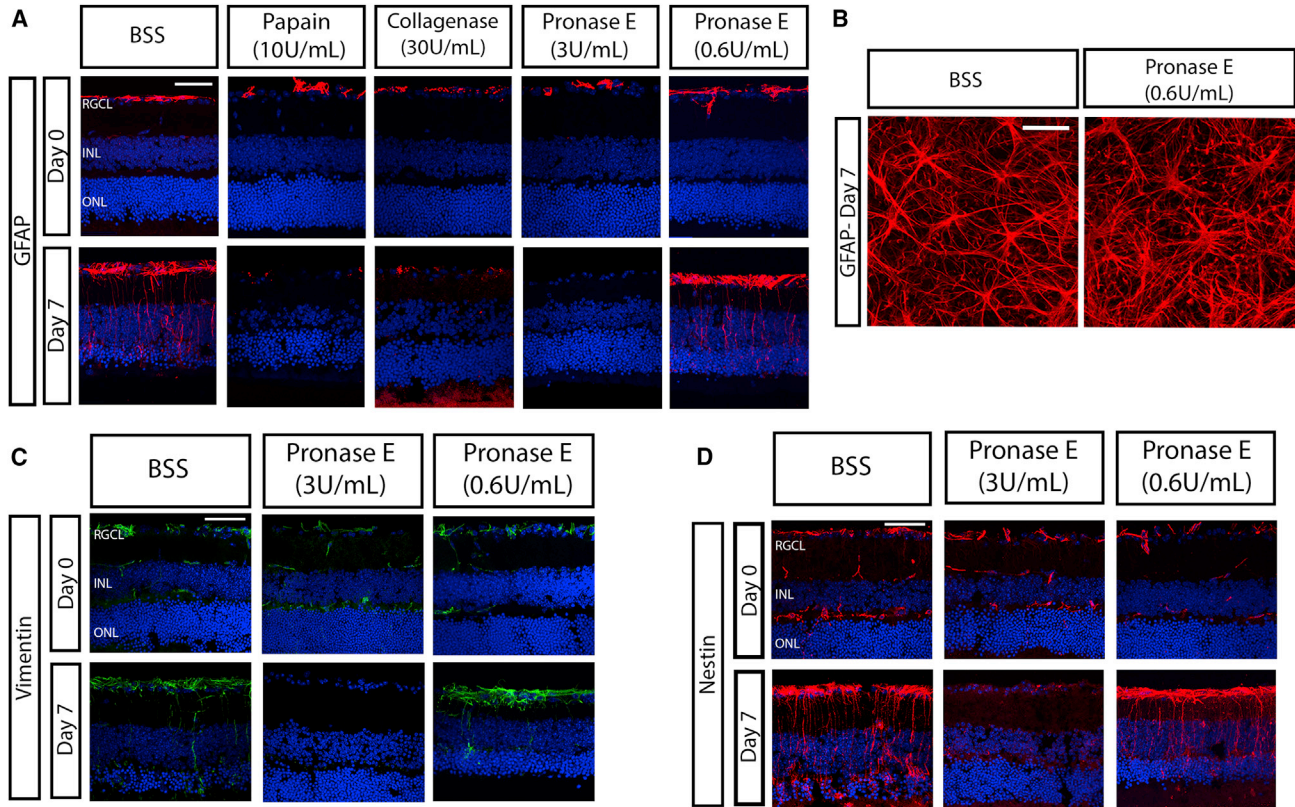 A
BSS
Papain
(10U/mL)
Collagenase
(30U/mL)
Pronase E
(3U/mL)
Pronase E
(0.6U/mL)
GFAP
Day 0
RGCL
INL
ONL
Day 7
B
BSS
Pronase E
(0.6U/mL)
GFAP- Day 7
C
BSS
Pronase E
(3U/mL)
Pronase E
(0.6U/mL)
Vimentin
Day 0
RGCL
INL
ONL
Day 7
D
BSS
Pronase E
(3U/mL)
Pronase E
(0.6U/mL)
Nestin
Day 0
RGCL
INL
ONL
Day 7